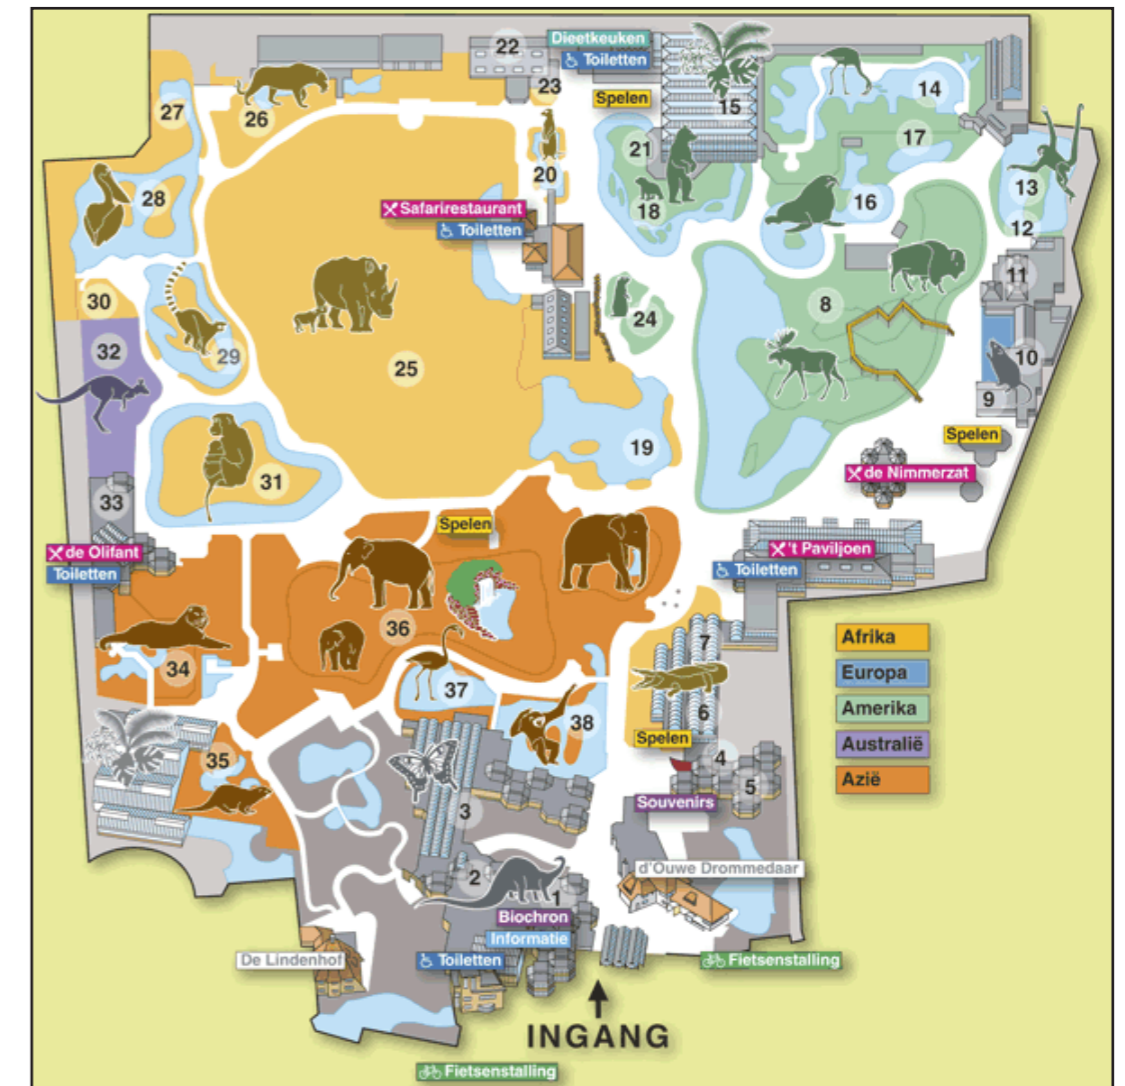 22
Dieetkeuken
Toiletten
23
Spelen
15
14
27
26
17
21
20
13
28
18
16
12
Safarirestaurant
Toiletten
11
30
8
24
32
29
25
10
9
19
Spelen
31
de Nimmerzat
33
Spelen
de Olifant
't Paviljoen
Toiletten
Toiletten
36
7
Afrika
34
37
Europa
6
38
Amerika
Spelen
Australië
35
4
Azië
5
3
Souvenirs
d'Ouwe Drommedaar
2
1
Biochron
Informatie
De Lindenhof
Toiletten
Fietsenstalling
INGANG
Fietsenstalling